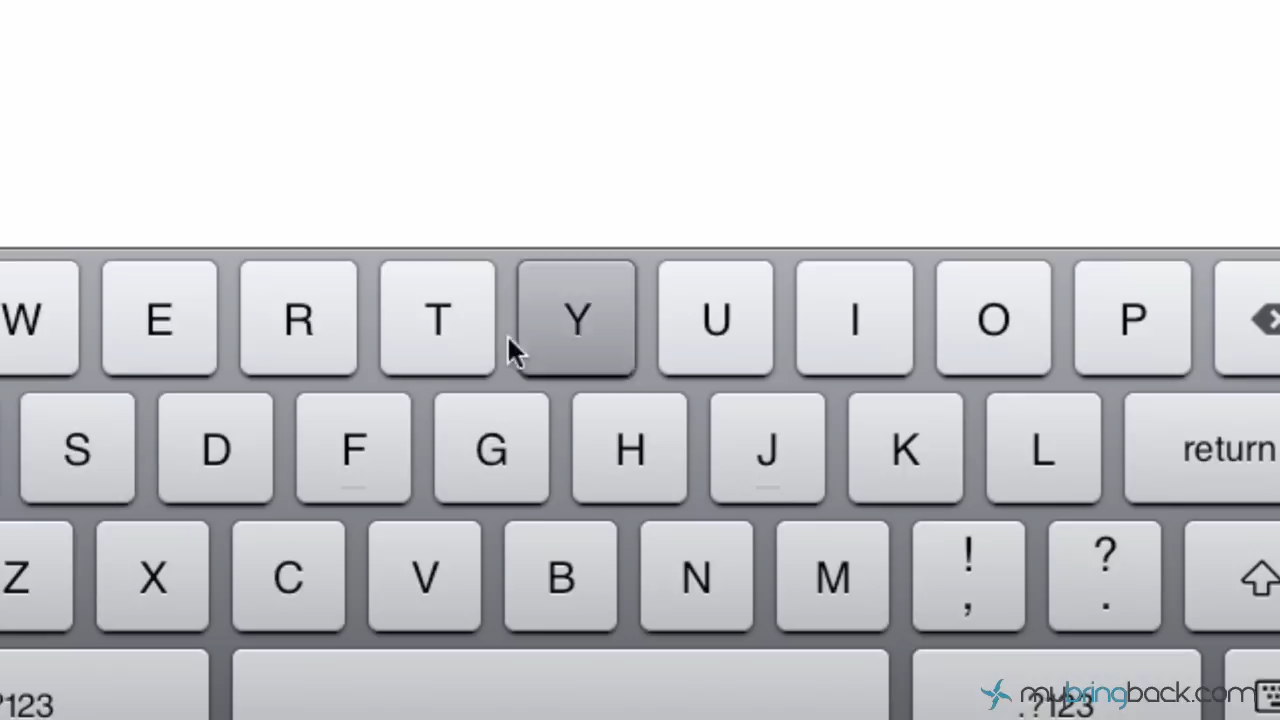 W E R T Y U I O P
S D F G H J K L return
Z X C V B N M ! ?
, .
?123 .?123
mybringback.com